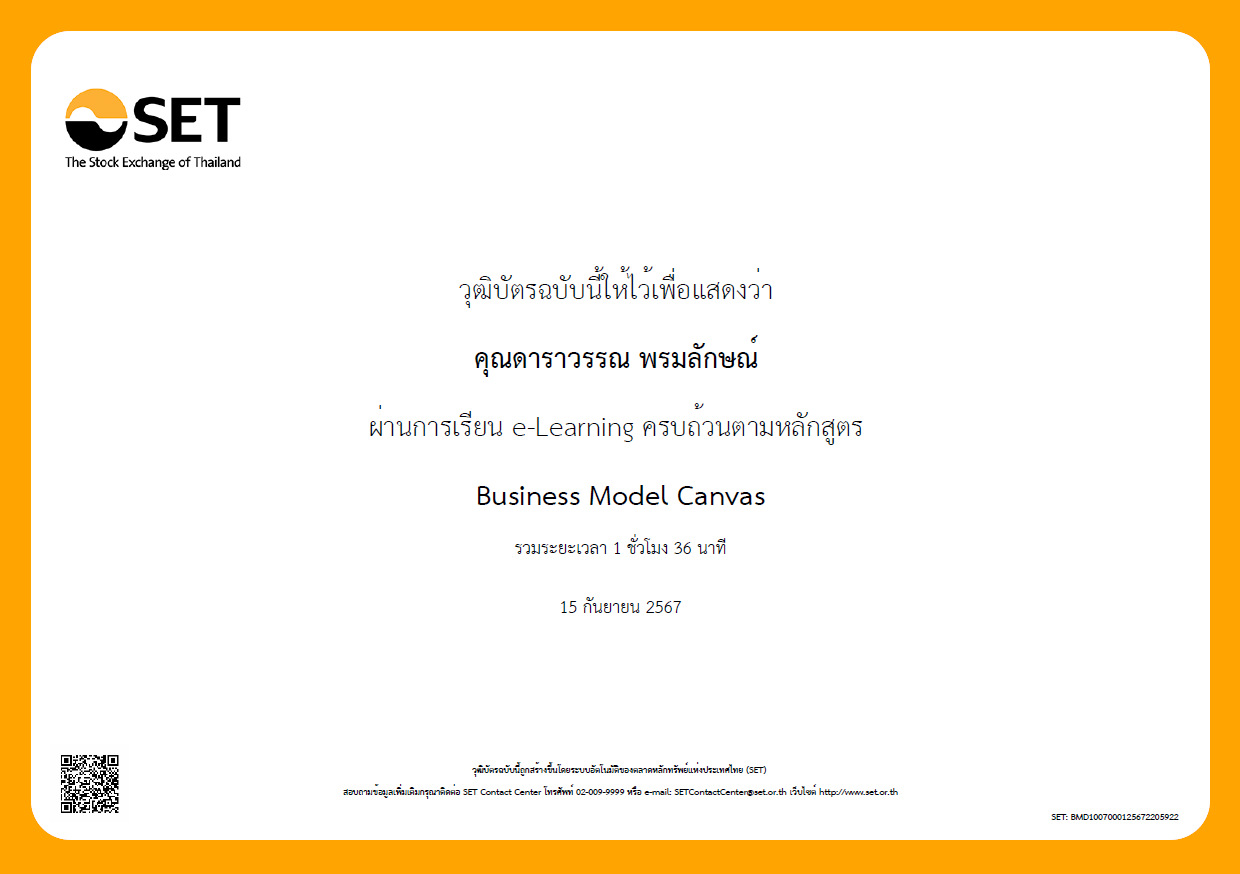 SET
The Stock Exchange of Thailand
วุฒิบัตรฉบับนี้ให้ไว้เพื่อแสดงว่า
คุณดาราวรรณ พรมลักษณ์
ผ่านการเรียน e-Learning ครบถ้วนตามหลักสูตร
Business Model Canvas
รวมระยะเวลา 1 ชั่วโมง 36 นาที
15 กันยายน 2567
วุฒิบัตรฉบับนี้ถูกสร้างขึ้นโดยระบบอัตโนมัติของตลาดหลักทรัพย์แห่งประเทศไทย (SET)
สอบถามข้อมูลเพิ่มเติมกรุณาติดต่อ SET Contact Center โทรศัพท์ 02-009-9999 หรือ e-mail: SETContactCenter@set.or.th เว็บไซต์ http://www.set.or.th
SET: BMD1007000125672205922